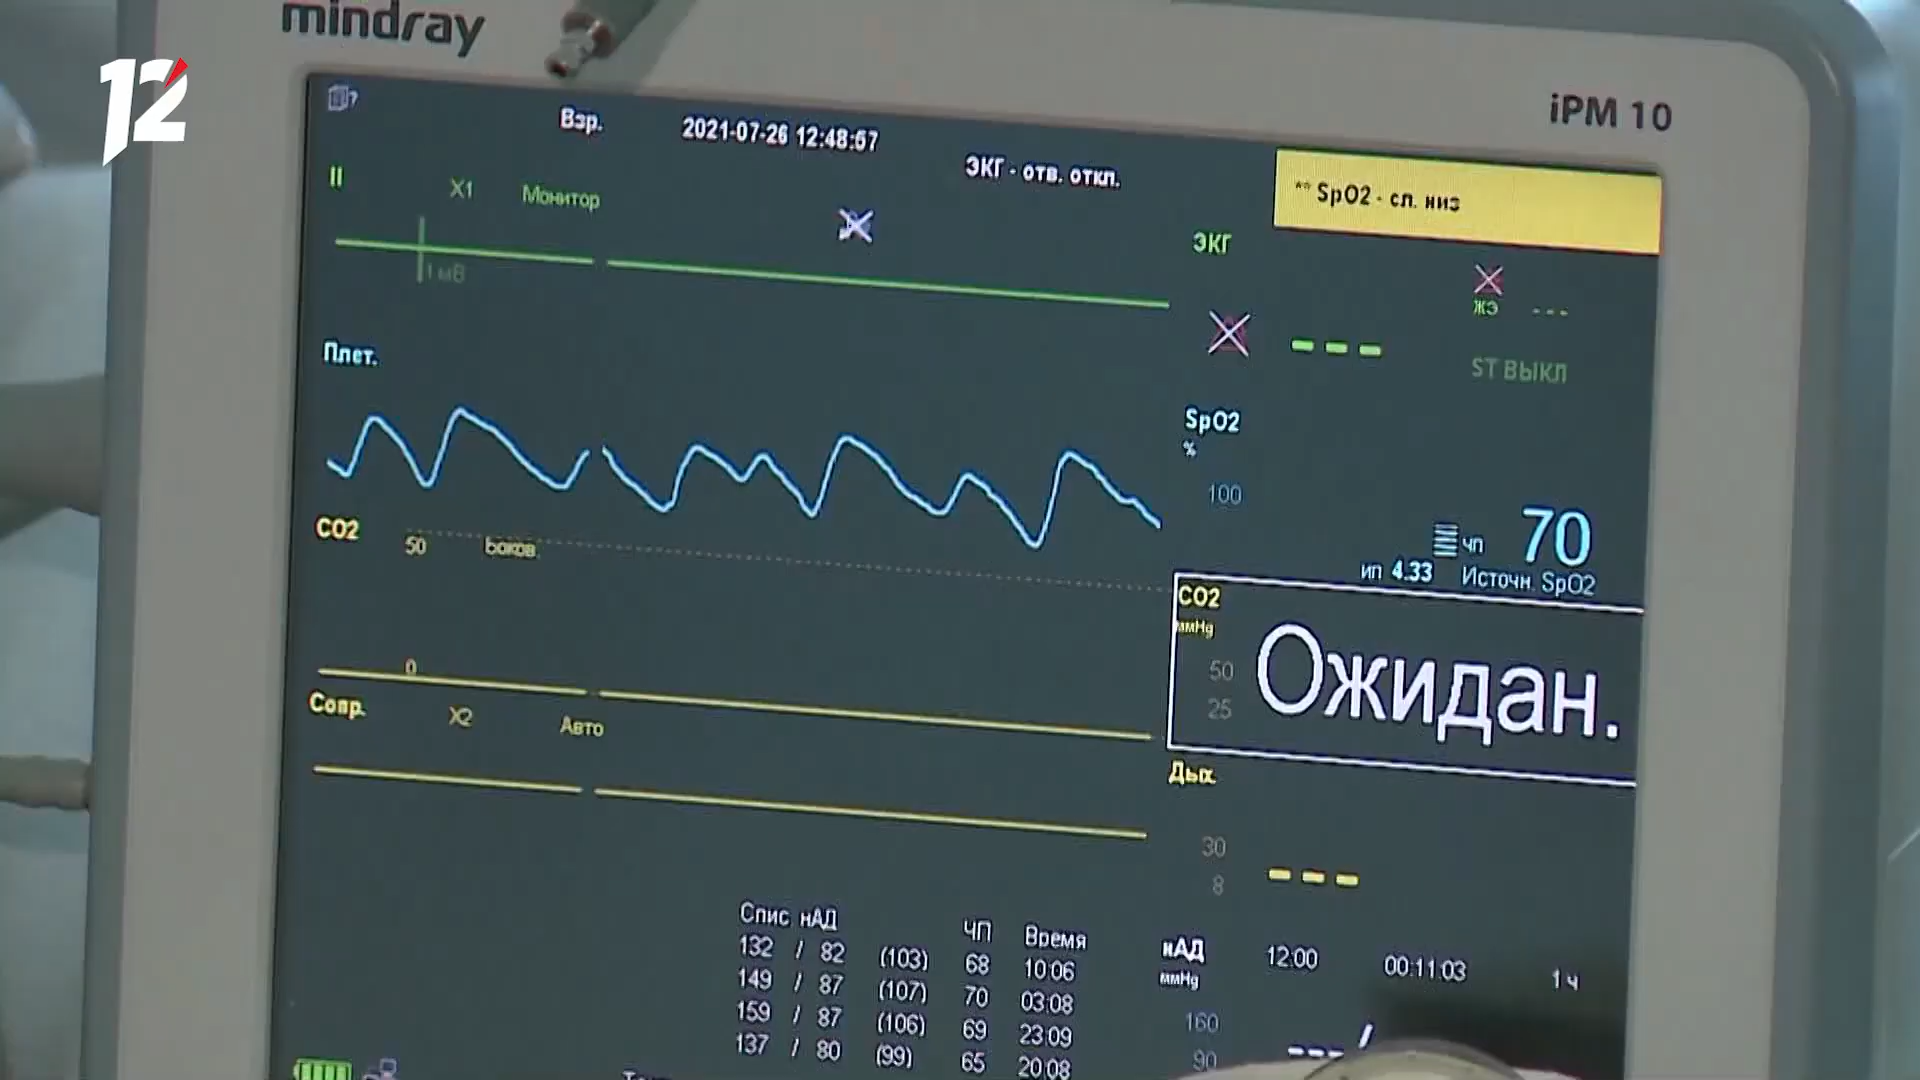 mindray
12
iPM 10
?
Взр.
2021-07-26 12:48:57
ЭКГ - отв. откл.
** SpO2 - сл. низ
II
X1
Монитор
ЭКГ
1 мВ
ЖЭ
---
---
ST ВЫКЛ
Плет.
SpO2
%
100
70
ЧП
ип 4.33
Источн. SpO2
CO2
50
Боков.
0
CO2
ммHg
50
25
Ожидан.
Сопр.
X2
Авто
Дых.
30
8
---
Спис нАД
ЧП
Время
132 / 82 (103) 68 10:06
149 / 87 (107) 70 03:08
159 / 87 (106) 69 23:09
137 / 80 (99) 65 20:08
нАД
12:00
00:11:03
1 ч
ммHg
160
90
--- /